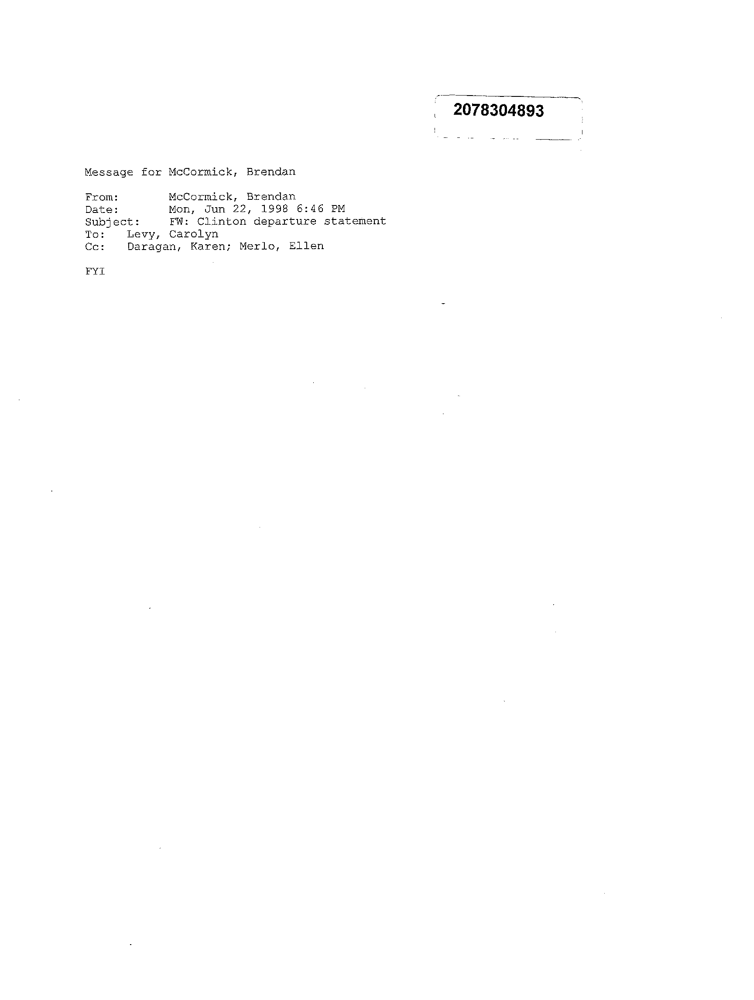 2078304893
Message for McCormick, Brendan
From: McCormick, Brendan
Date: Mon, Jun 22, 1998 6:46 PM
Subject: FW: Clinton departure statement
To: Levy, Carolyn
Cc: Daragan, Karen; Merlo, Ellen
FYI